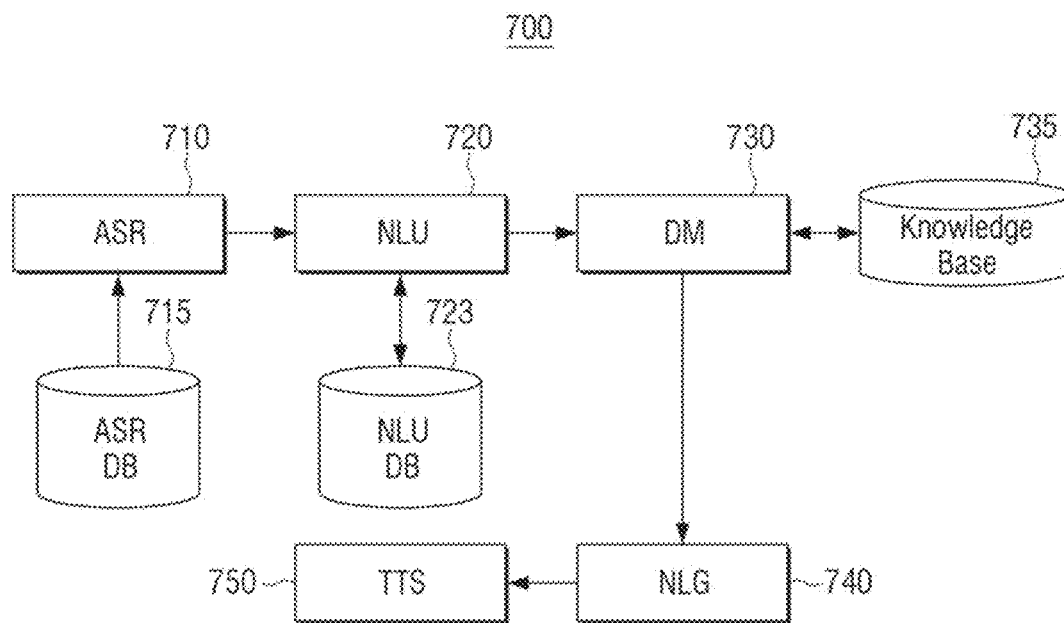 700
710
720
730
735
ASR
NLU
DM
Knowledge
Base
715
723
ASR
DB
NLU
DB
750
TTS
NLG
740